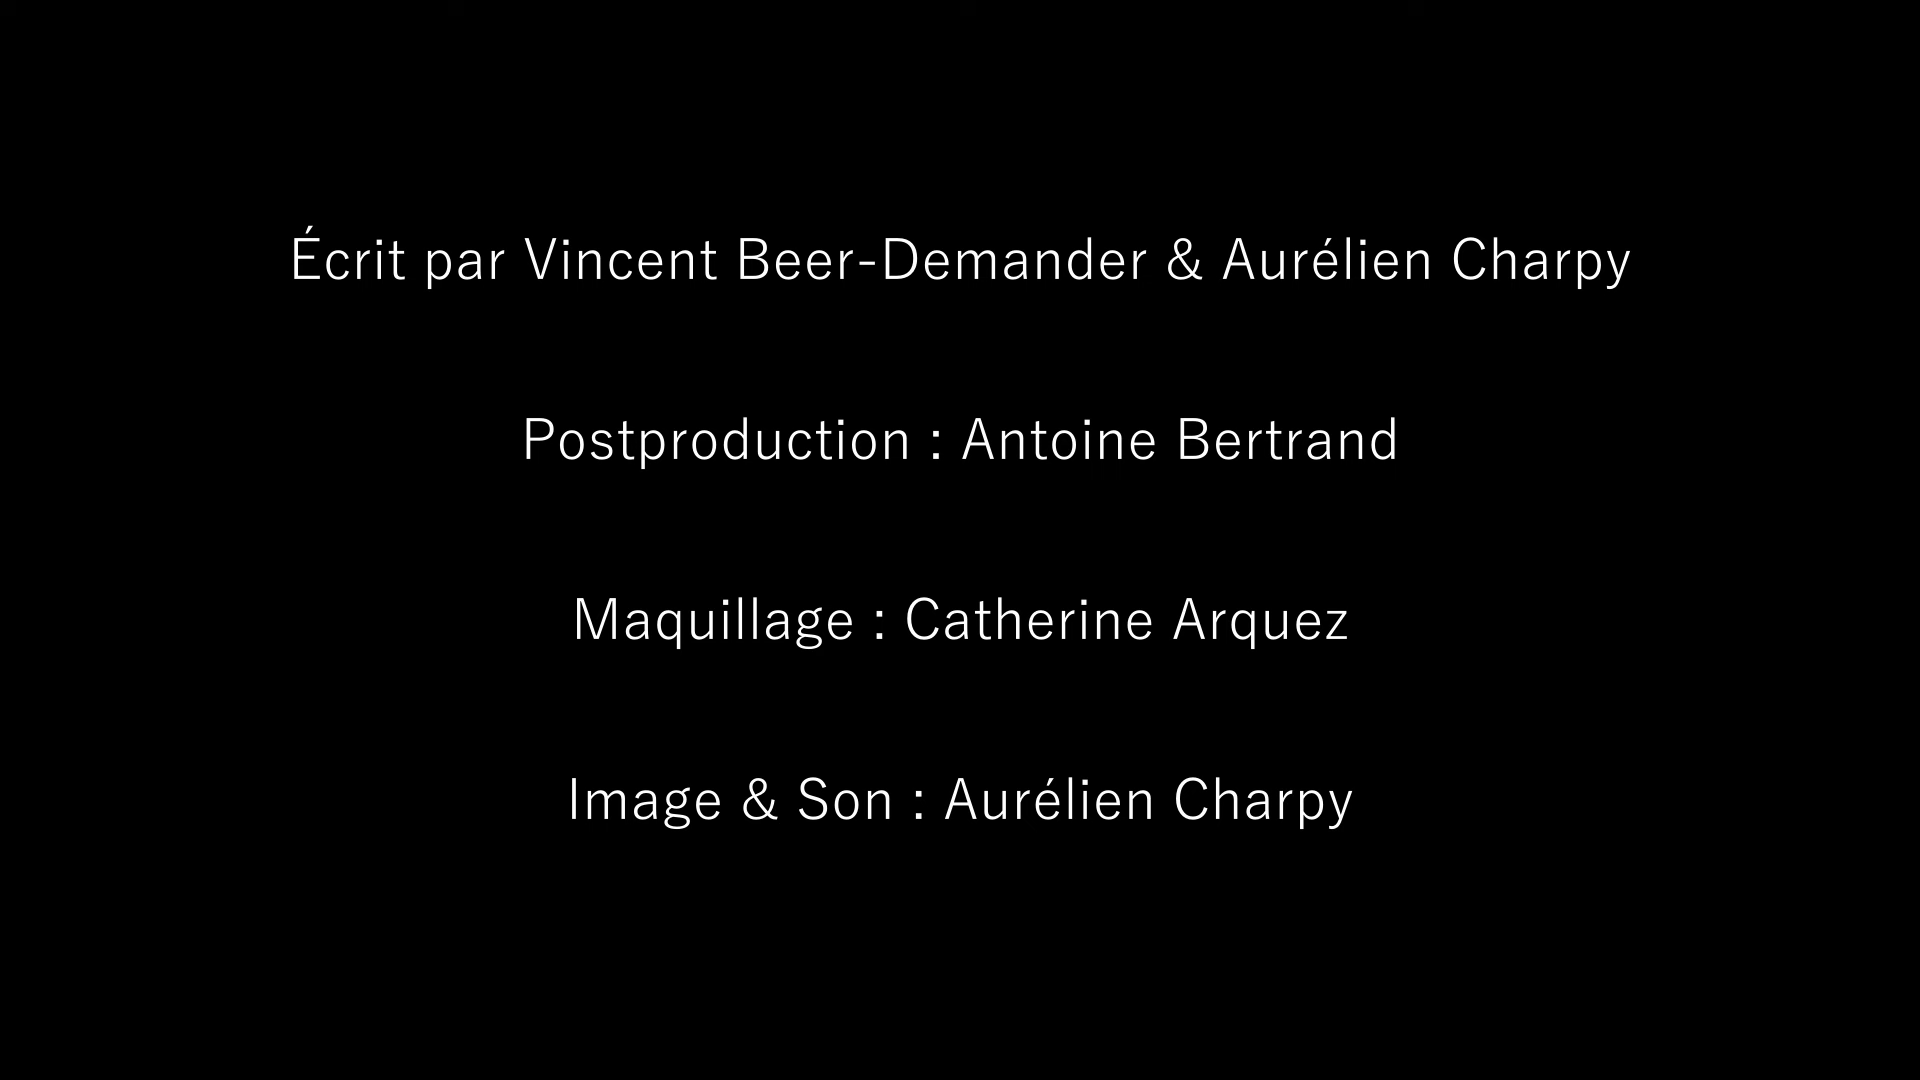 Écrit par Vincent Beer-Demander & Aurélien Charpy
Postproduction : Antoine Bertrand
Maquillage : Catherine Arquez
Image & Son : Aurélien Charpy